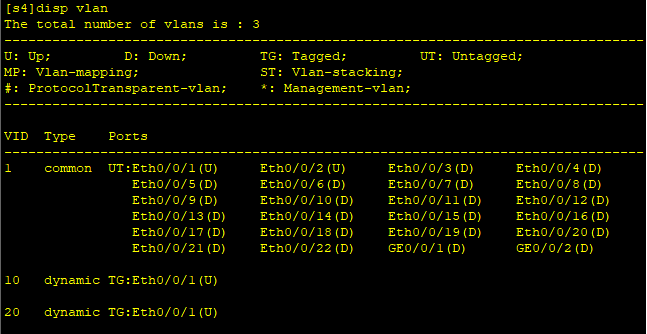 [s4]disp vlan
The total number of vlans is : 3
--------------------------------------------------------------------------------
U: Up;         D: Down;         TG: Tagged;         UT: Untagged;
MP: Vlan-mapping;               ST: Vlan-stacking;
#: ProtocolTransparent-vlan;    *: Management-vlan;
--------------------------------------------------------------------------------
VID  Type    Ports
--------------------------------------------------------------------------------
1    common  UT:Eth0/0/1(U)     Eth0/0/2(U)     Eth0/0/3(D)     Eth0/0/4(D)
                Eth0/0/5(D)     Eth0/0/6(D)     Eth0/0/7(D)     Eth0/0/8(D)
                Eth0/0/9(D)     Eth0/0/10(D)    Eth0/0/11(D)    Eth0/0/12(D)
                Eth0/0/13(D)    Eth0/0/14(D)    Eth0/0/15(D)    Eth0/0/16(D)
                Eth0/0/17(D)    Eth0/0/18(D)    Eth0/0/19(D)    Eth0/0/20(D)
                Eth0/0/21(D)    Eth0/0/22(D)    GE0/0/1(D)      GE0/0/2(D)
10   dynamic TG:Eth0/0/1(U)
20   dynamic TG:Eth0/0/1(U)